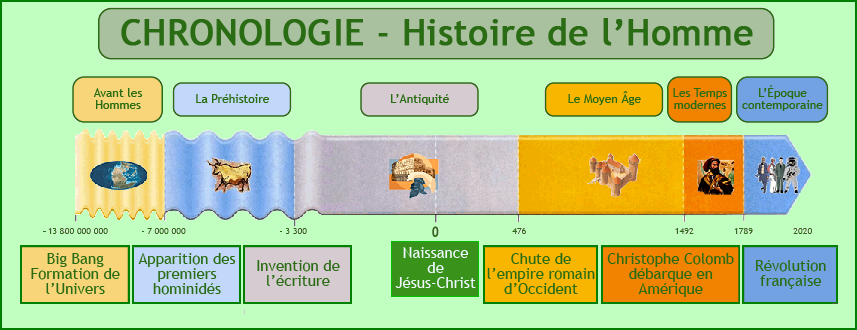 CHRONOLOGIE - Histoire de l'Homme
Avant les
Hommes
La Préhistoire
L'Antiquité
Le Moyen Âge
Les Temps
modernes
L'Époque
contemporaine
- 13 800 000 000
- 7 000 000
- 3 300
0
476
1492
1789
2020
Big Bang
Formation de
l'Univers
Apparition des
premiers
hominidés
Invention de
l'écriture
Naissance
de
Jésus-Christ
Chute de
l'empire romain
d'Occident
Christophe Colomb
débarque en
Amérique
Révolution
française